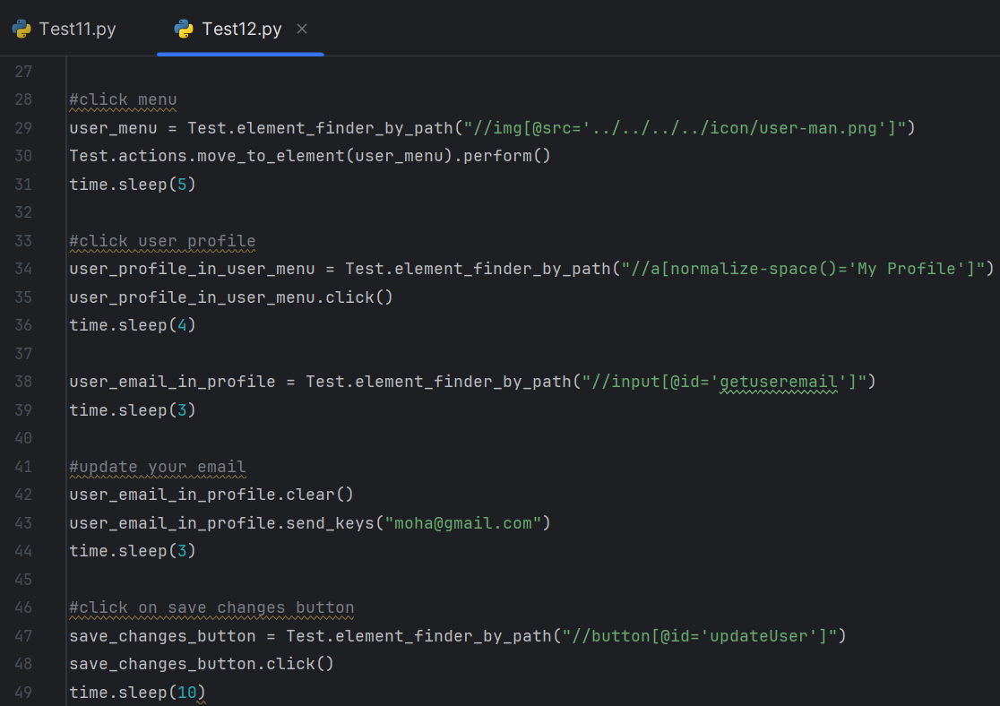 Test11.py
Test12.py
27
28 #click menu
29 user_menu = Test.element_finder_by_path("//img[@src='../../../../icon/user-man.png']")
30 Test.actions.move_to_element(user_menu).perform()
31 time.sleep(5)
32
33 #click user profile
34 user_profile_in_user_menu = Test.element_finder_by_path("//a[normalize-space()='My Profile']")
35 user_profile_in_user_menu.click()
36 time.sleep(4)
37
38 user_email_in_profile = Test.element_finder_by_path("//input[@id='getuseremail']")
39 time.sleep(3)
40
41 #update your email
42 user_email_in_profile.clear()
43 user_email_in_profile.send_keys("moha@gmail.com")
44 time.sleep(3)
45
46 #click on save changes button
47 save_changes_button = Test.element_finder_by_path("//button[@id='updateUser']")
48 save_changes_button.click()
49 time.sleep(10)